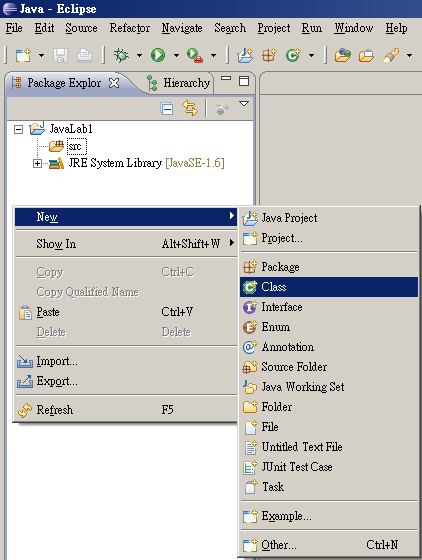 Java - Eclipse
File Edit Source Refactor Navigate Search Project Run Window Help
Package Explor Hierarchy
JavaLab1
src
JRE System Library [JavaSE-1.6]
New
Show In Alt+Shift+W
Copy Ctrl+C
Copy Qualified Name
Paste Ctrl+V
Delete Delete
Import...
Export...
Refresh F5
Java Project
Project...
Package
Class
Interface
Enum
Annotation
Source Folder
Java Working Set
Folder
File
Untitled Text File
JUnit Test Case
Task
Example...
Other... Ctrl+N